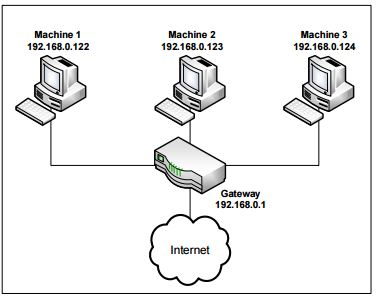 Machine 1
192.168.0.122
Machine 2
192.168.0.123
Machine 3
192.168.0.124
Gateway
192.168.0.1
Internet